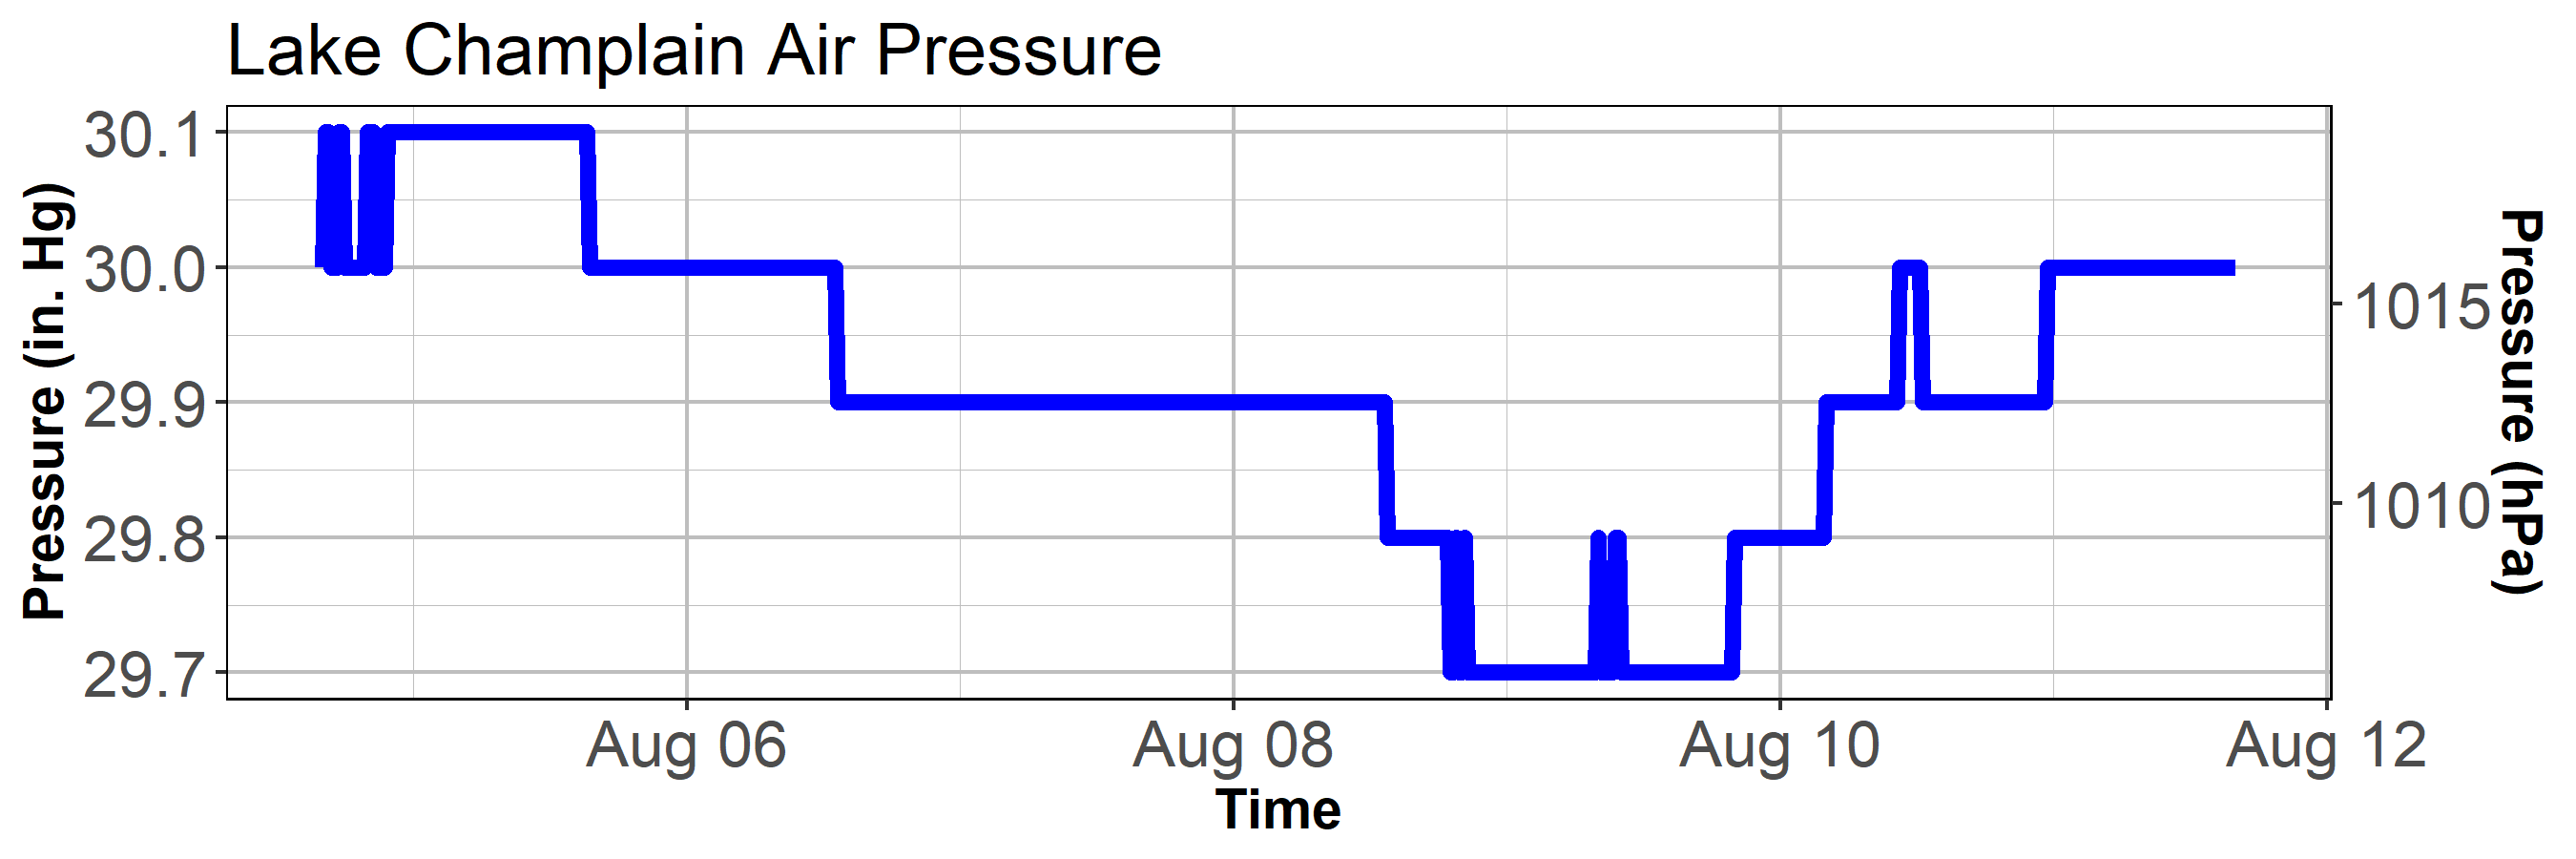 Lake Champlain Air Pressure
Pressure (in. Hg)
30.1
30.0
29.9
29.8
29.7
1015
1010
Pressure (hPa)
Aug 06 Aug 08 Aug 10 Aug 12
Time